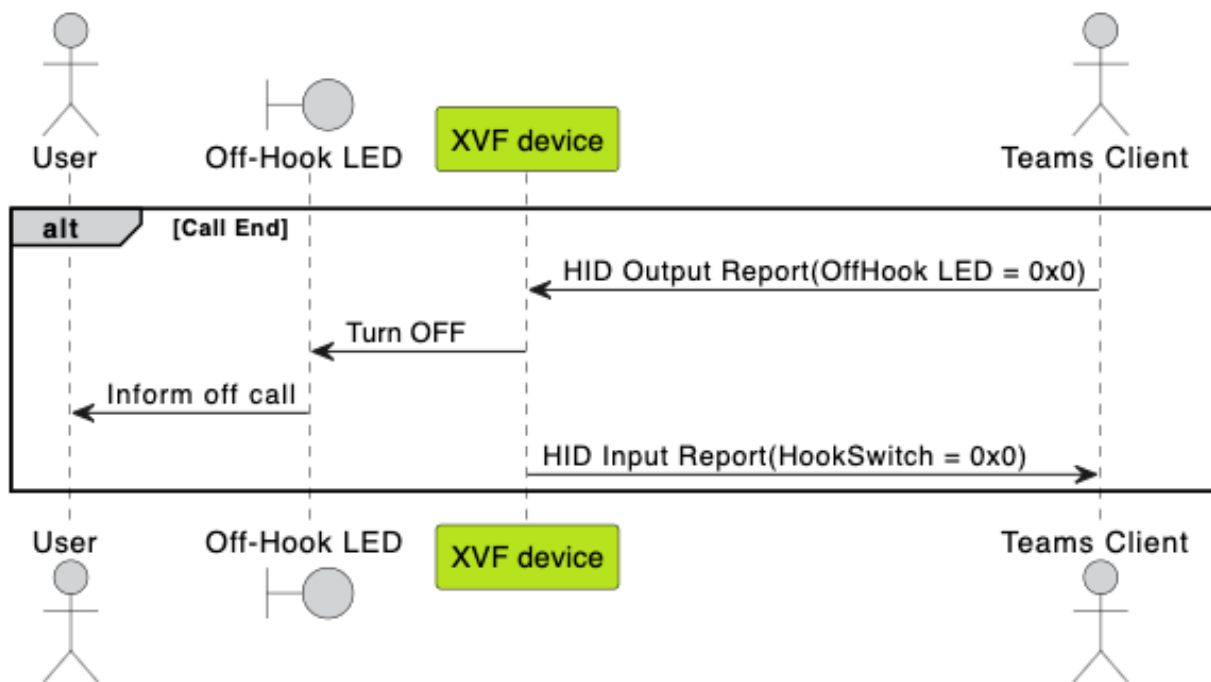 User
Off-Hook LED
XVF device
Teams Client
alt
[Call End]
HID Output Report(OffHook LED = 0x0)
Turn OFF
Inform off call
HID Input Report(HookSwitch = 0x0)
User
Off-Hook LED
XVF device
Teams Client